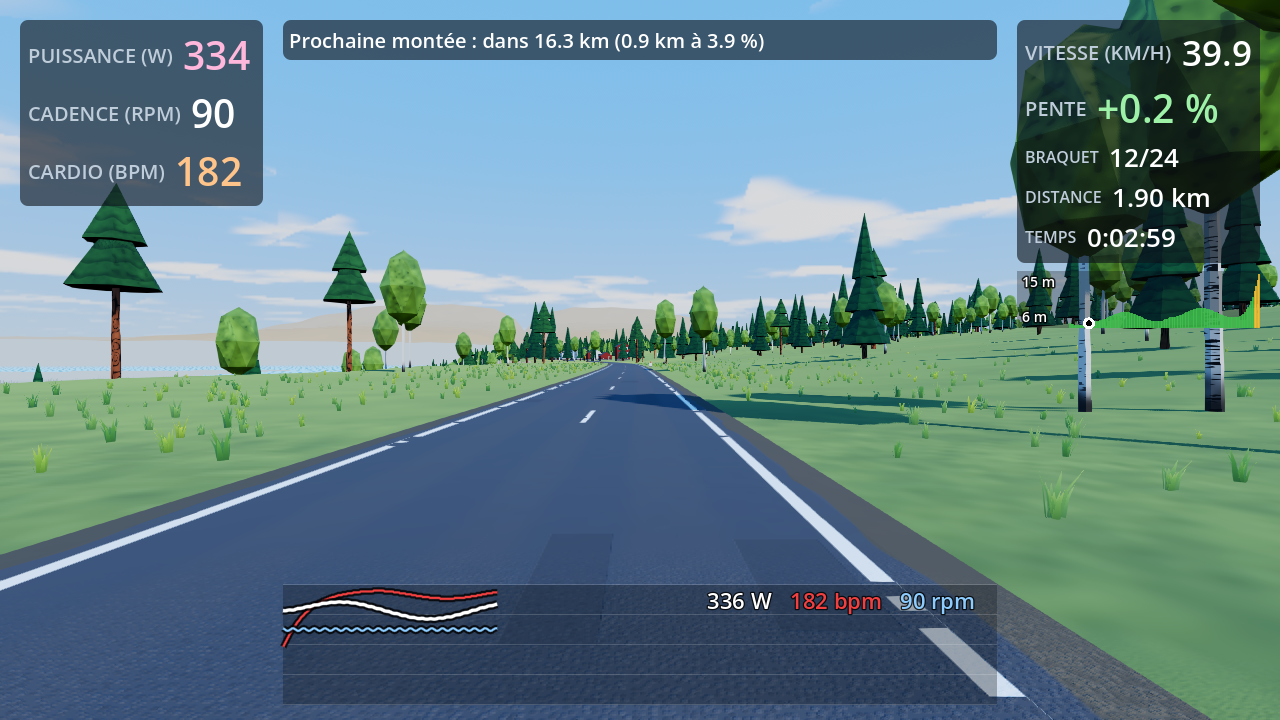 PUISSANCE (W) 334
CADENCE (RPM) 90
CARDIO (BPM) 182
Prochaine montée : dans 16.3 km (0.9 km à 3.9 %)
VITESSE (KM/H) 39.9
PENTE +0.2 %
BRAQUET 12/24
DISTANCE 1.90 km
TEMPS 0:02:59
15 m
6 m
336 W 182 bpm 90 rpm